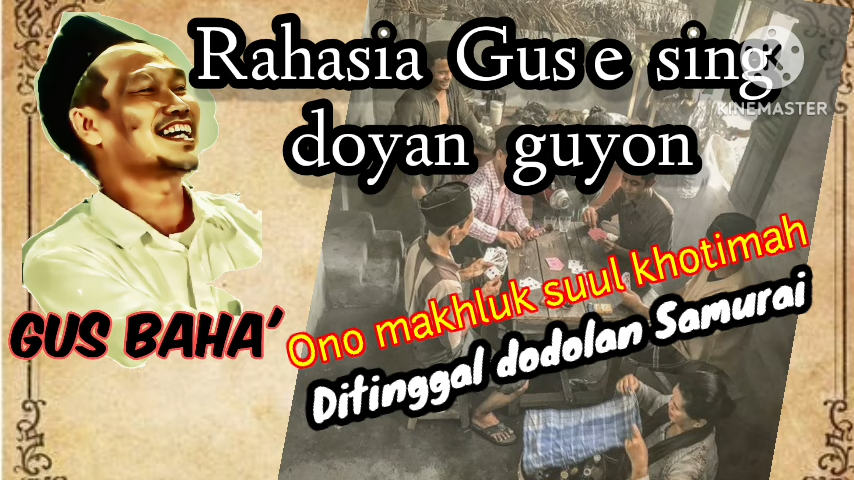 Rahasia Gus e sing
doyan guyon
KINEMASTER
GUS BAHA'
Ono makhluk suul khotimah
Ditinggal dodolan Samurai